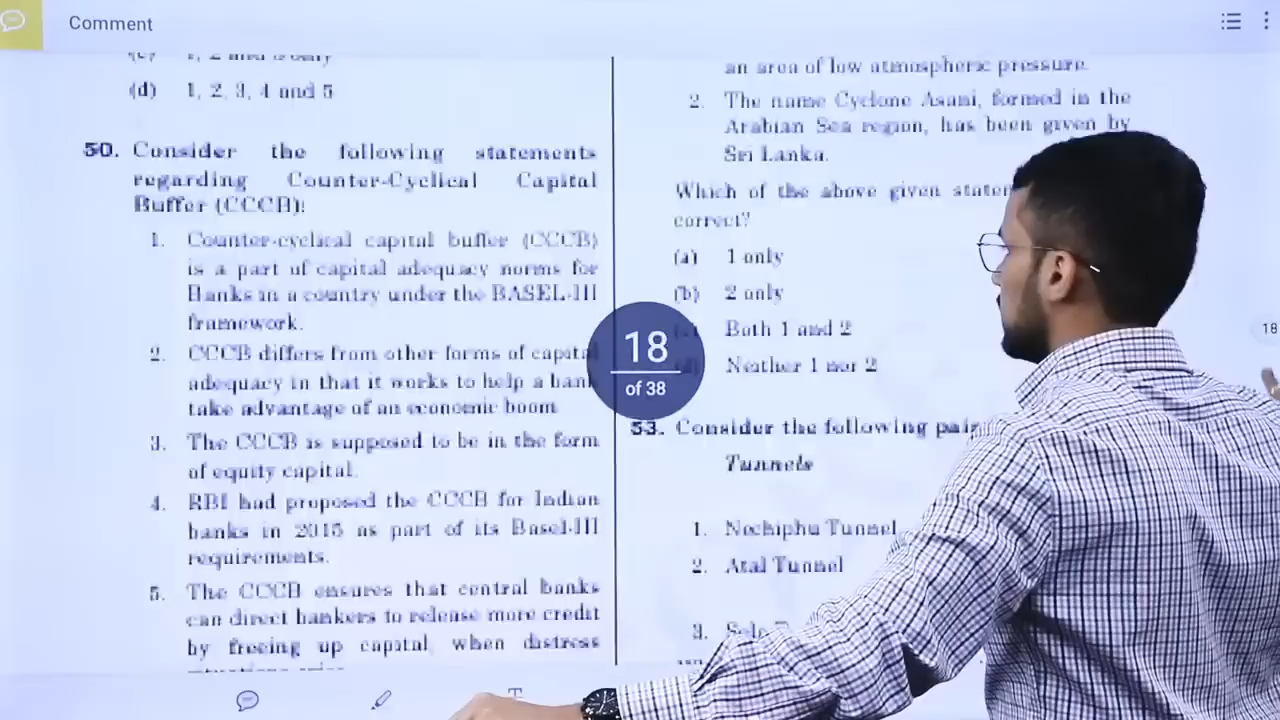 Comment
(d) 1, 2, 3, 4 and 5
50. Consider the following statements
regarding Counter-Cyclical Capital
Buffer (CCCB):
1. Counter-cyclical capital buffer (CCCB)
is a part of capital adequacy norms for
Banks in a country under the BASEL-III
framework.
2. CCCB differs from other forms of capital
adequacy in that it works to help a bank
take advantage of an economic boom
3. The CCCB is supposed to be in the form
of equity capital.
4. RBI had proposed the CCCB for Indian
banks in 2015 as part of its Basel-III
requirements.
5. The CCCB ensures that central banks
can direct bankers to release more credit
by freeing up capital, when distress
an area of low atmospheric pressure.
2. The name Cyclone Asani, formed in the
Arabian Sea region, has been given by
Sri Lanka.
Which of the above given
correct?
(a) 1 only
(b) 2 only
Both 1 and 2
Neither 1 nor 2
53. Consider the following
Tunnels
1. Nechiphu Tunnel
2. Atal Tunnel
3. Sela
18
of 38
18